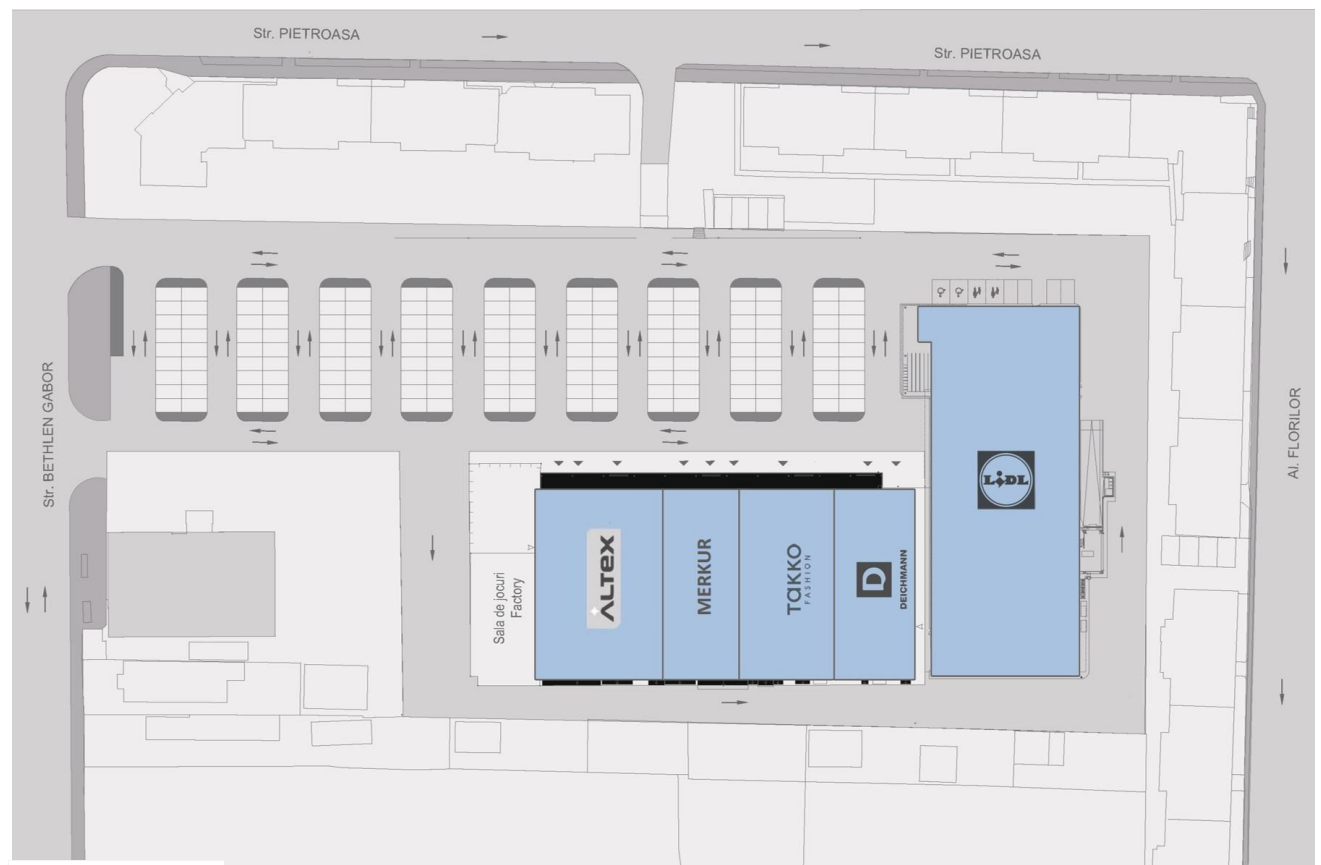 Str. PIETROASA
Str. PIETROASA
Str. BETHLEN GABOR
Al. FLORILOR
LiDL
ALTEX
MERKUR
TAKKO
FASHION
D
DEICHMANN
Sala de jocuri
Factory